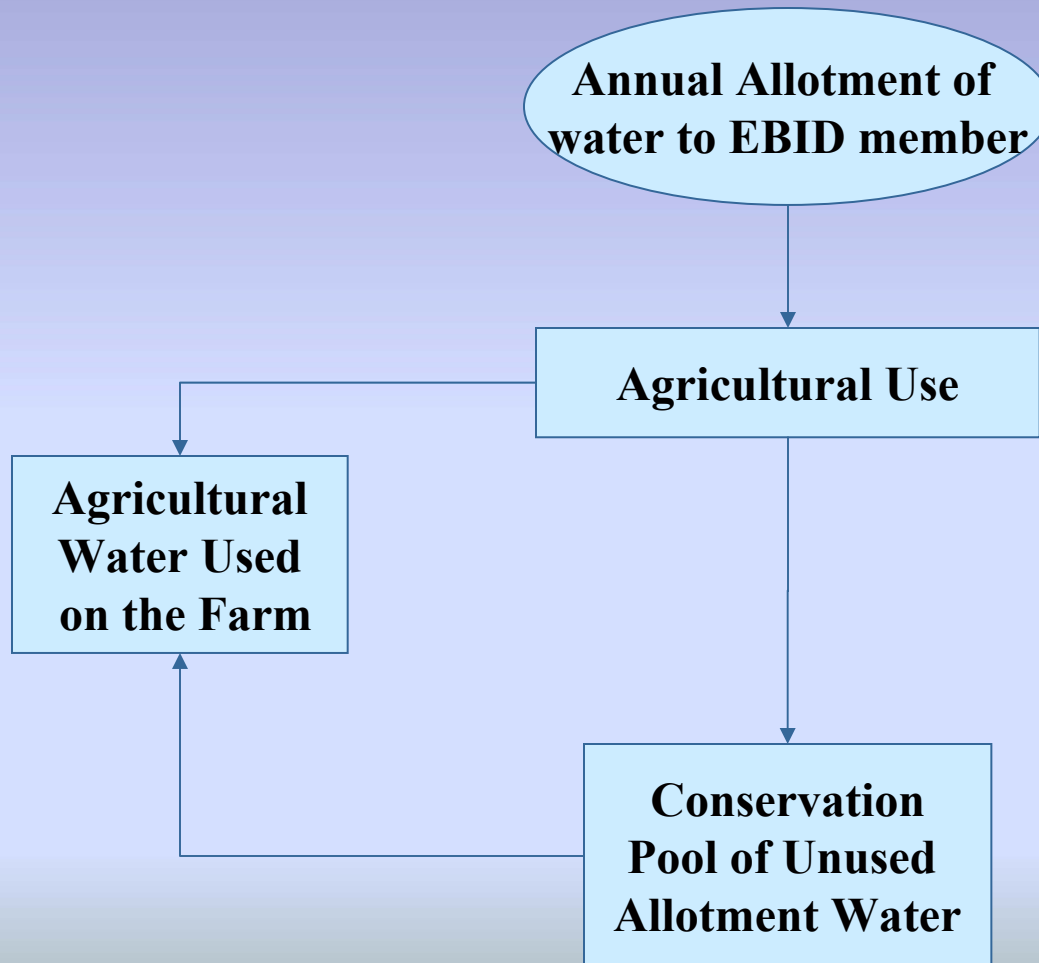 Annual Allotment of
water to EBID member
Agricultural Use
Agricultural
Water Used
on the Farm
Conservation
Pool of Unused
Allotment Water